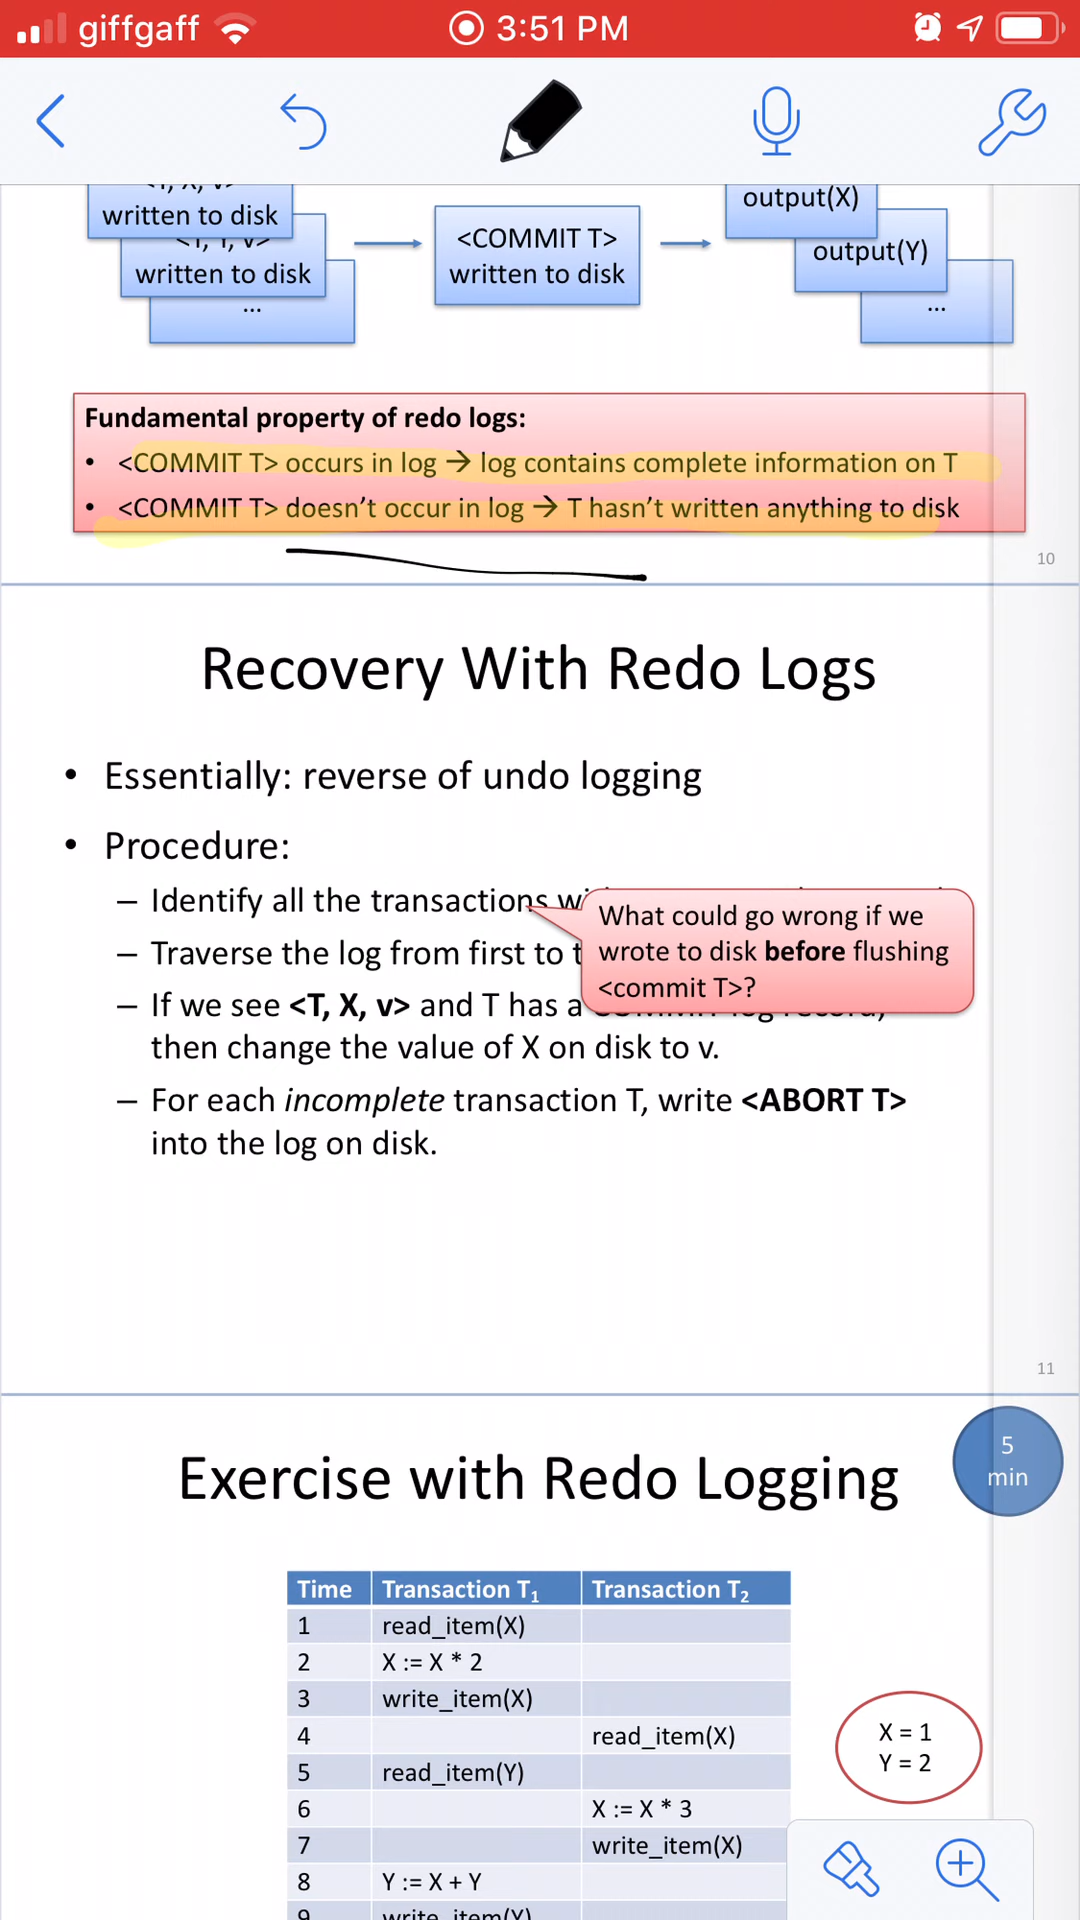 giffgaff 3:51 PM
written to disk
written to disk
...
<COMMIT T>
written to disk
output(X)
output(Y)
...
Fundamental property of redo logs:
• <COMMIT T> occurs in log → log contains complete information on T
• <COMMIT T> doesn't occur in log → T hasn't written anything to disk
10
Recovery With Redo Logs
• Essentially: reverse of undo logging
• Procedure:
– Identify all the transactions
What could go wrong if we
wrote to disk before flushing
<commit T>?
– Traverse the log from first to
– If we see <T, X, v> and T has a
then change the value of X on disk to v.
– For each incomplete transaction T, write <ABORT T>
into the log on disk.
11
Exercise with Redo Logging
5
min
Time Transaction T₁ Transaction T₂
1 read_item(X)
2 X := X * 2
3 write_item(X)
4 read_item(X)
5 read_item(Y)
6 X := X * 3
7 write_item(X)
8 Y := X + Y
9 write_item(Y)
X = 1
Y = 2